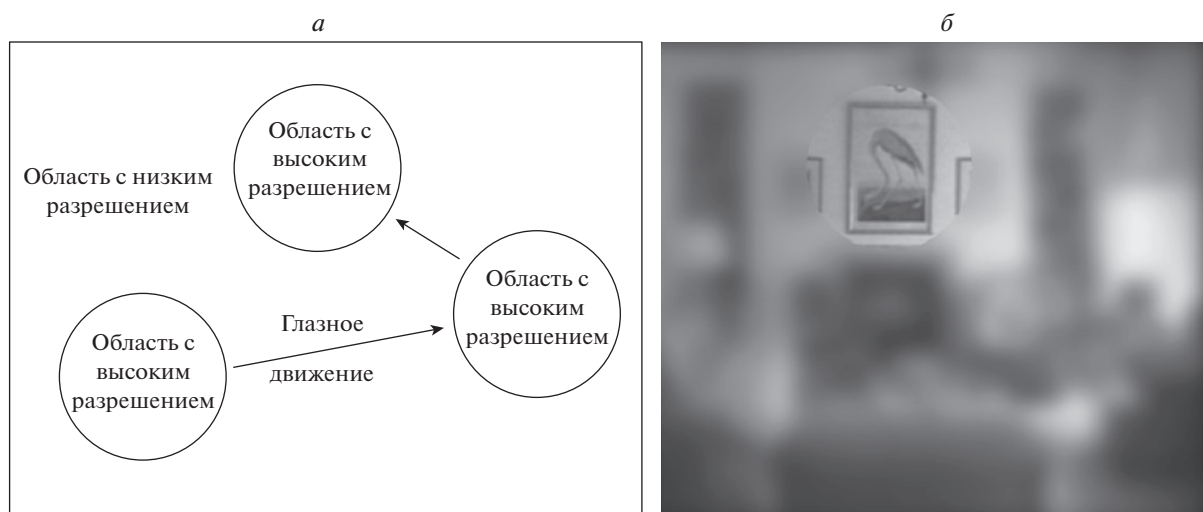 а
б
Область с
высоким
разрешением
Область с низким
разрешением
Область с
высоким
разрешением
Глазное
движение
Область с
высоким
разрешением